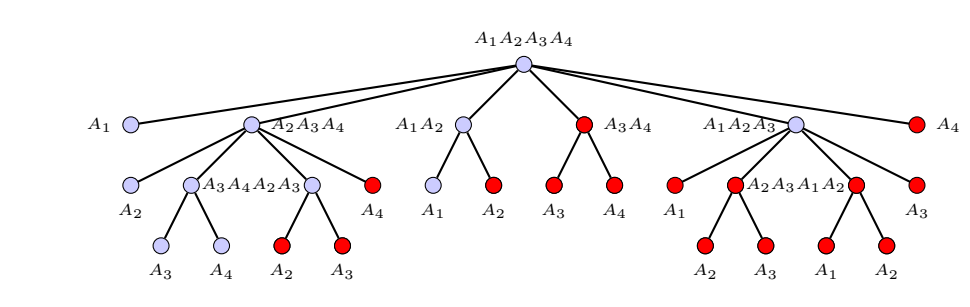 A₁A₂A₃A₄
A₁ A₂A₃A₄ A₁A₂ A₃A₄ A₁A₂A₃ A₄
A₂ A₃A₄ A₂A₃ A₄ A₁ A₂ A₃ A₄ A₁ A₂A₃ A₁A₂ A₃
A₃ A₄ A₂ A₃ A₂ A₃ A₁ A₂